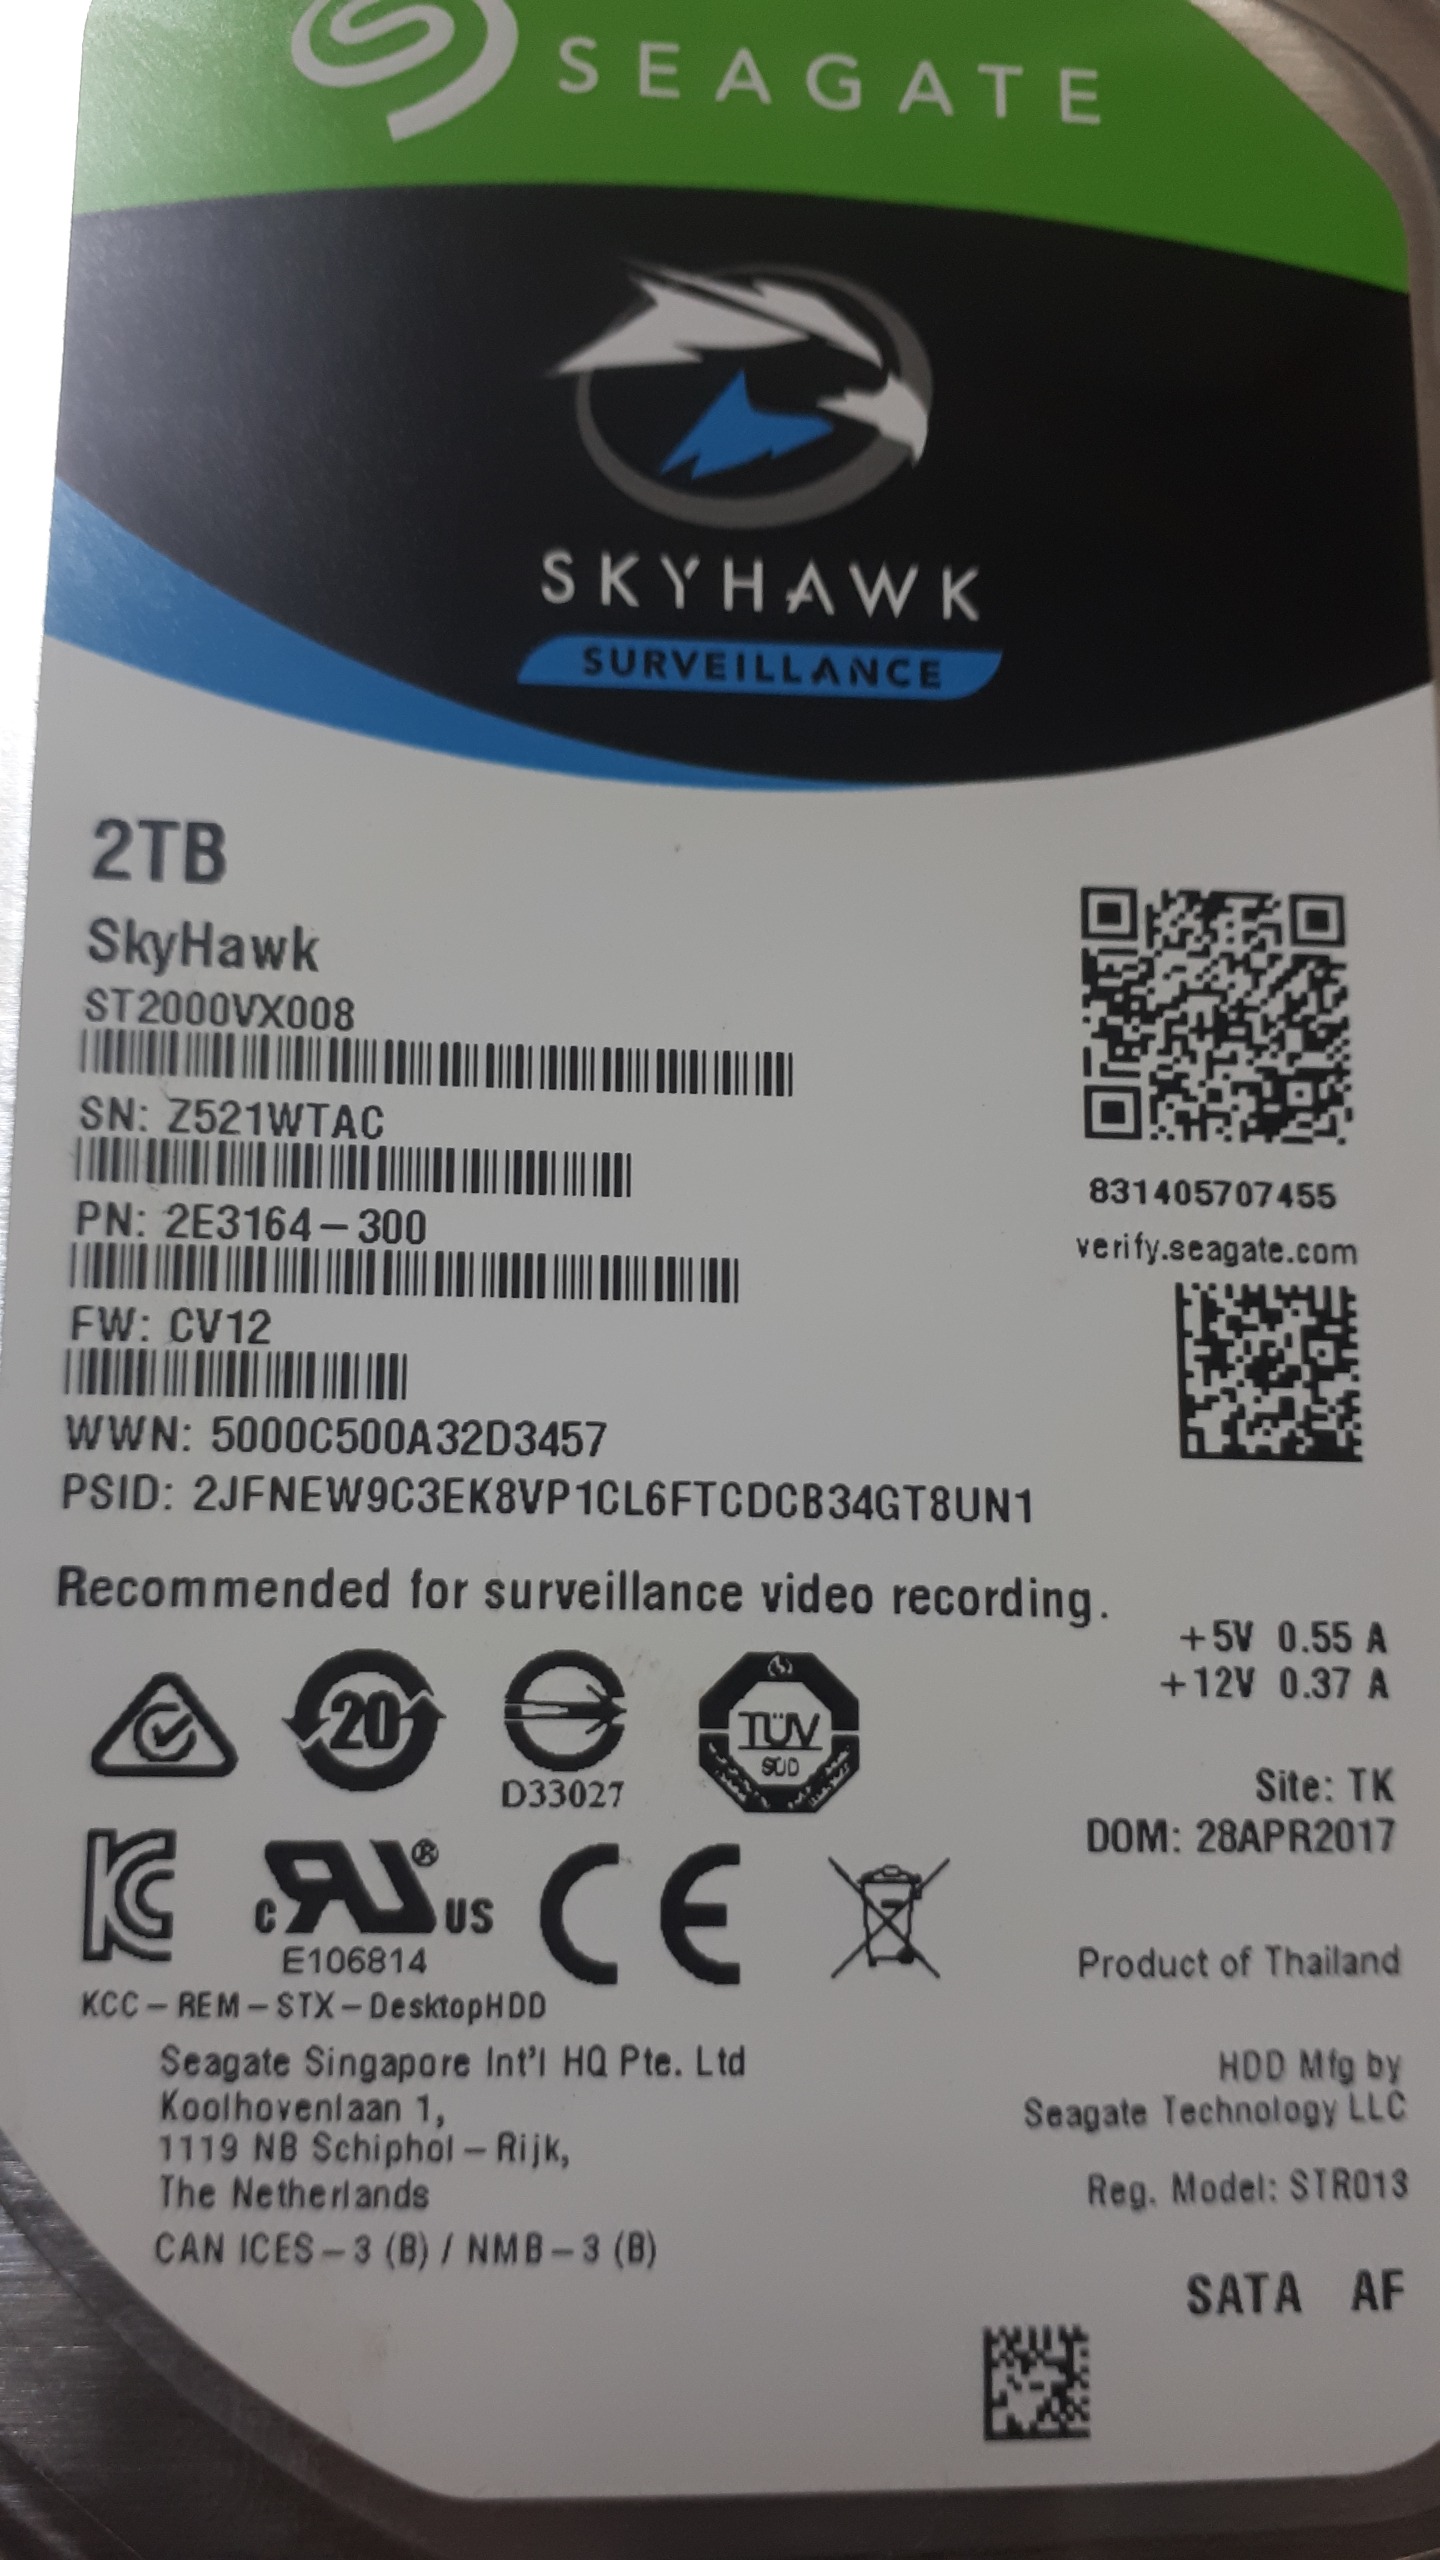 SEAGATE
SKYHAWK
SURVEILLANCE
2TB
SkyHawk
ST2000VX008
SN: Z521WTAC
PN: 2E3164-300
FW: CV12
WWN: 5000C500A32D3457
PSID: 2JFNEW9C3EK8VP1CL6FTCDCB34GT8UN1
831405707455
verify.seagate.com
Recommended for surveillance video recording.
+5V 0.55 A
+12V 0.37 A
20
D33027
TÜV
SÜD
Site: TK
DOM: 28APR2017
c US
®
E106814
CE
Product of Thailand
KCC-REM-STX-DesktopHDD
Seagate Singapore Int'l HQ Pte. Ltd
Koolhovenlaan 1,
1119 NB Schiphol-Rijk,
The Netherlands
CAN ICES-3 (B) / NMB-3 (B)
HDD Mfg by
Seagate Technology LLC
Reg. Model: STR013
SATA AF